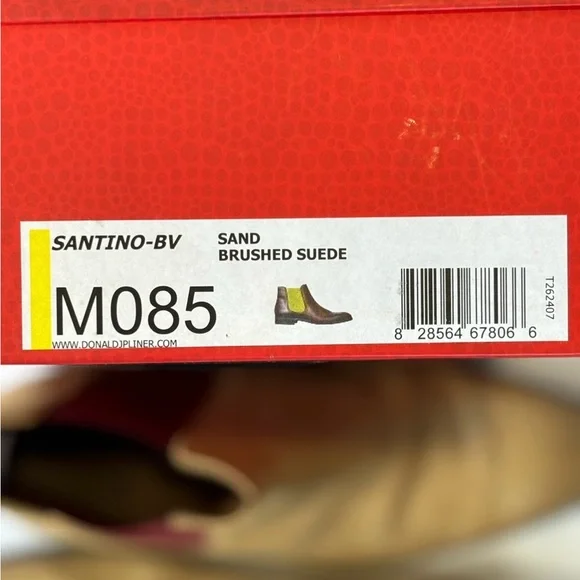 SANTINO-BV
SAND
BRUSHED SUEDE
M085
WWW.DONALDJPLINER.COM
8 28564 67806 6
T262407